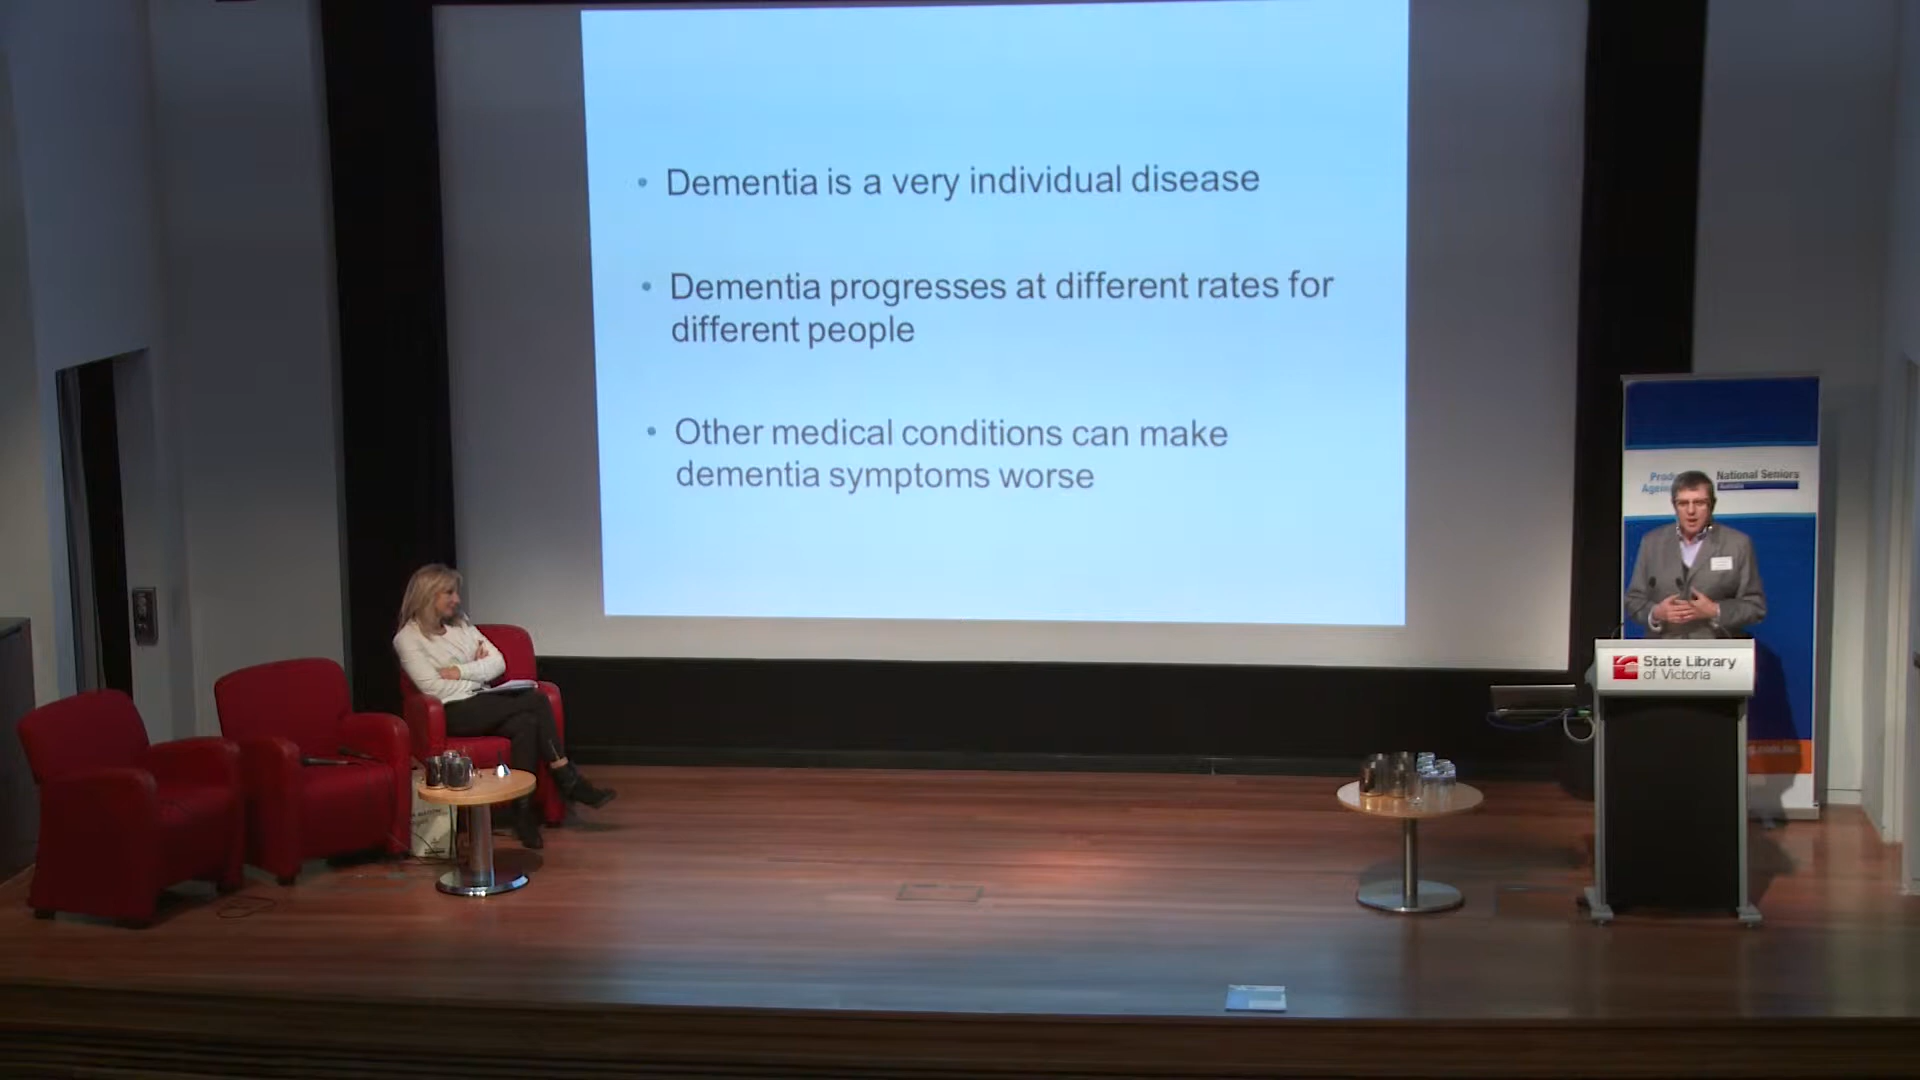 • Dementia is a very individual disease
• Dementia progresses at different rates for
different people
• Other medical conditions can make
dementia symptoms worse
National Seniors
Australia
State Library
of Victoria